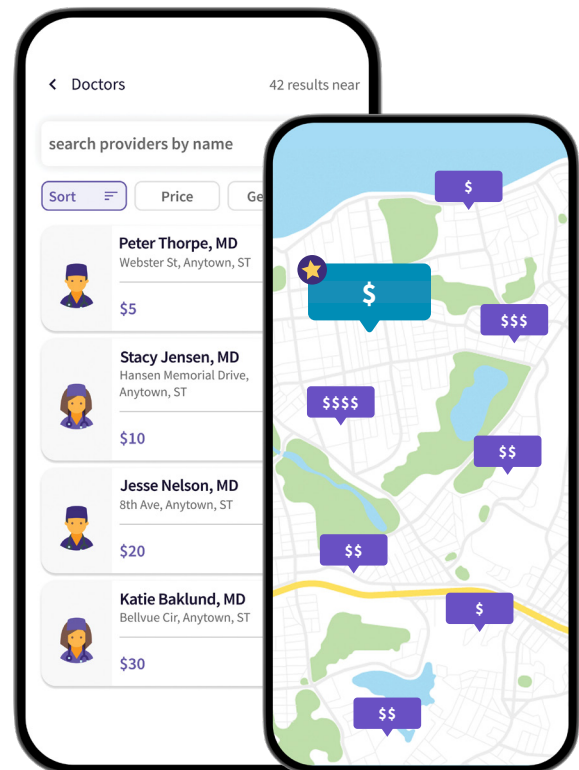 Doctors
42 results near
search providers by name
Sort
Price
Ge
Peter Thorpe, MD
Webster St, Anytown, ST
$5
Stacy Jensen, MD
Hansen Memorial Drive,
Anytown, ST
$10
Jesse Nelson, MD
8th Ave, Anytown, ST
$20
Katie Baklund, MD
Bellvue Cir, Anytown, ST
$30
$
$
$$$
$$$$
$$
$$
$
$$